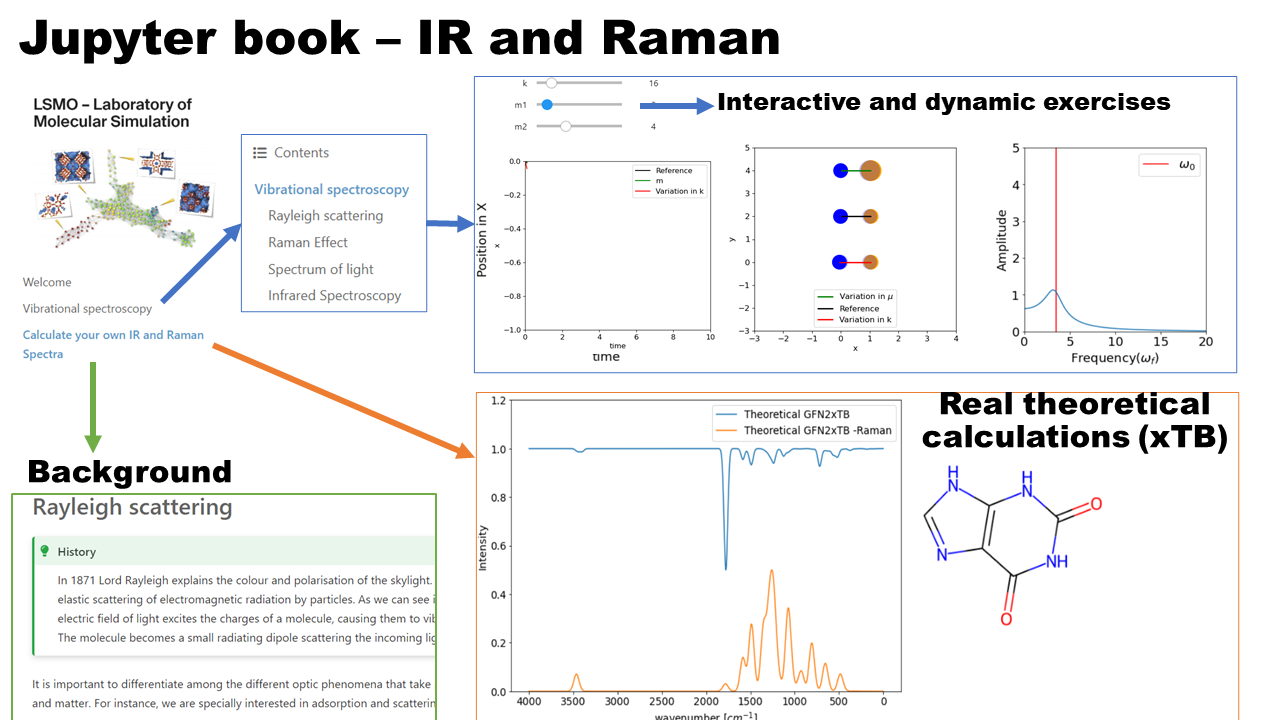 Jupyter book – IR and Raman
LSMO – Laboratory of
Molecular Simulation
Welcome
Vibrational spectroscopy
Calculate your own IR and Raman
Spectra
Contents
Vibrational spectroscopy
Rayleigh scattering
Raman Effect
Spectrum of light
Infrared Spectroscopy
k 16
m1
m2 4
Interactive and dynamic exercises
Position in X
x
0.0
−0.2
−0.4
−0.6
−0.8
−1.0
0 2 4 6 8 10
time
time
Reference
m
Variation in k
y
5
4
3
2
1
0
−1
−2
−3
−3 −2 −1 0 1 2 3 4
x
Variation in μ
Reference
Variation in k
Amplitude
5
4
3
2
1
0
0 5 10 15 20
Frequency(ω_f)
ω₀
Background
Rayleigh scattering
History
In 1871 Lord Rayleigh explains the colour and polarisation of the skylight.
elastic scattering of electromagnetic radiation by particles. As we can see i
electric field of light excites the charges of a molecule, causing them to vib
The molecule becomes a small radiating dipole scattering the incoming lig
It is important to differentiate among the different optic phenomena that take
and matter. For instance, we are specially interested in adsorption and scatterin
Intensity
1.2
1.0
0.8
0.6
0.4
0.2
0.0
4000 3500 3000 2500 2000 1500 1000 500 0
wavenumber [cm⁻¹]
Theoretical GFN2xTB
Theoretical GFN2xTB -Raman
Real theoretical
calculations (xTB)
H
N
H
N
O
N
NH
O